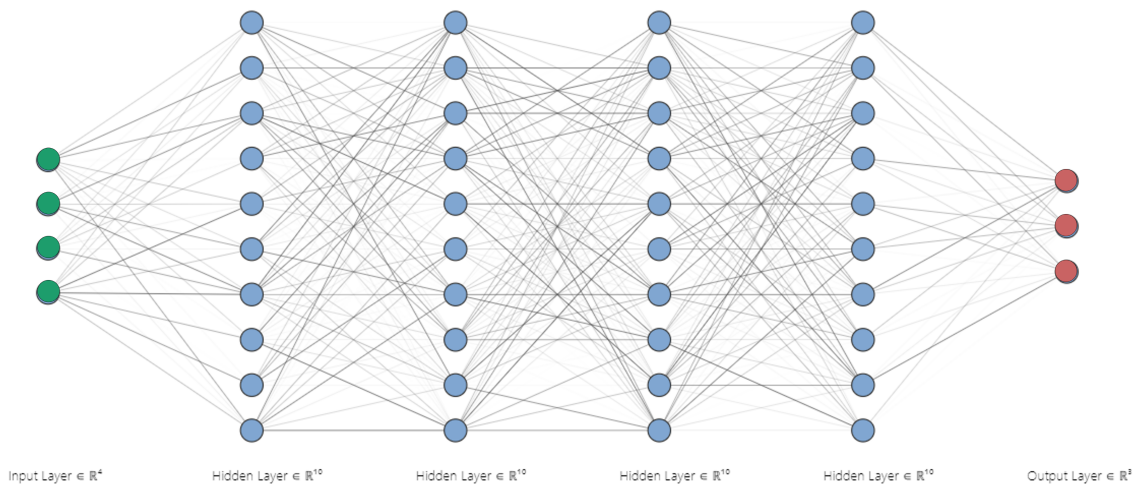 Input Layer ∈ ℝ⁴
Hidden Layer ∈ ℝ¹⁰
Hidden Layer ∈ ℝ¹⁰
Hidden Layer ∈ ℝ¹⁰
Hidden Layer ∈ ℝ¹⁰
Output Layer ∈ ℝ³